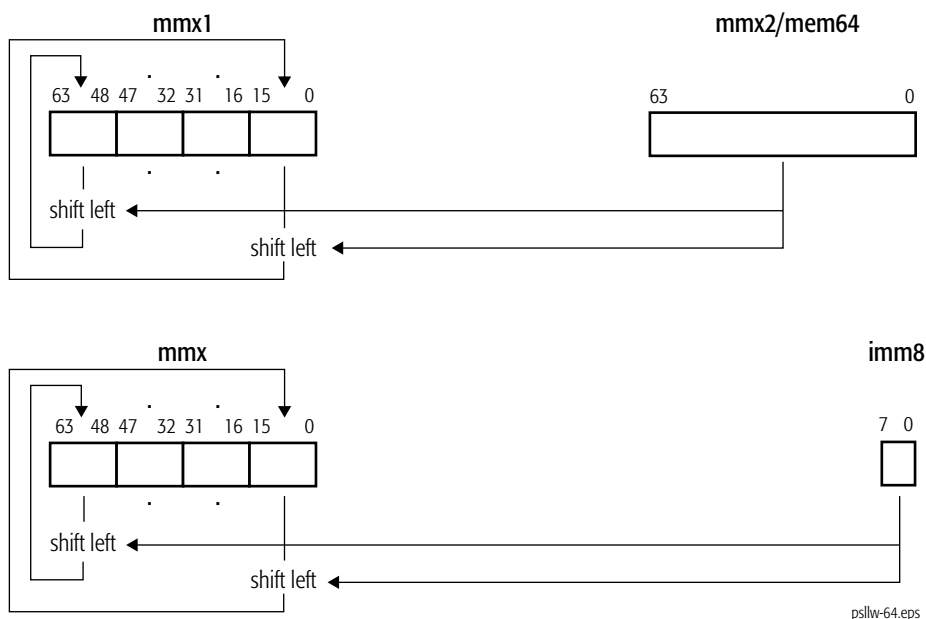 mmx1 mmx2/mem64
. .
63 48 47 32 31 16 15 0 63 0
. .
shift left
shift left
mmx imm8
. .
63 48 47 32 31 16 15 0 7 0
. .
shift left
shift left
psllw-64.eps